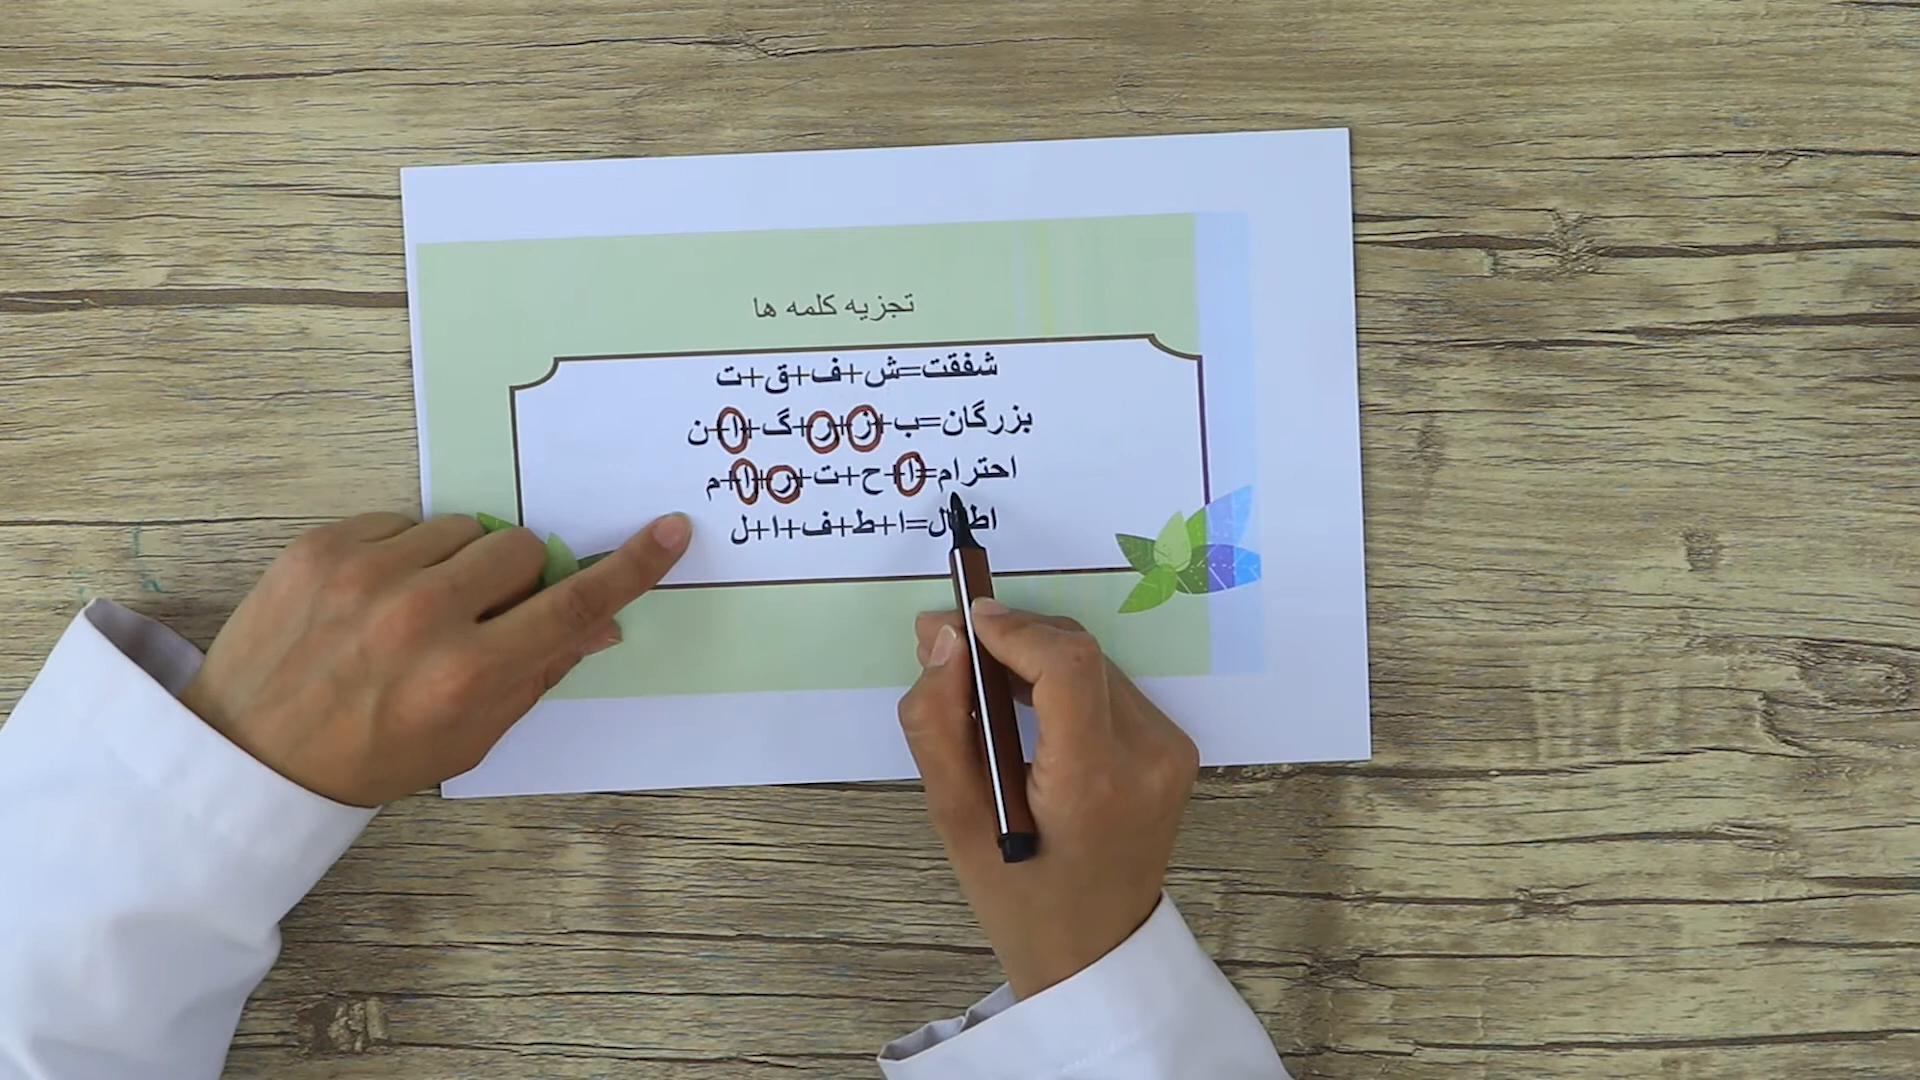 تجزیه کلمه ها
شفقت=ش+ف+ق+ت
بزرگان=ب+ز+ر+گ+ا+ن
احترام=ا+ح+ت+ر+ا+م
اطفال=ا+ط+ف+ا+ل